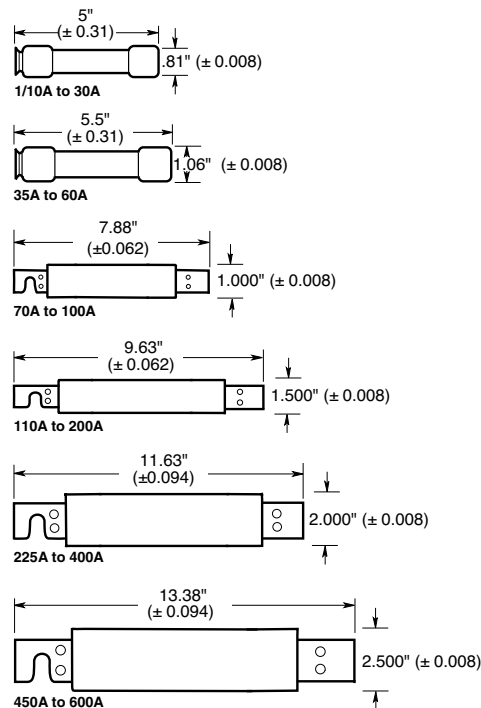 5"
(± 0.31)
.81" (± 0.008)
1/10A to 30A
5.5"
(± 0.31)
1.06" (± 0.008)
35A to 60A
7.88"
(±0.062)
1.000" (± 0.008)
70A to 100A
9.63"
(± 0.062)
1.500" (± 0.008)
110A to 200A
11.63"
(±0.094)
2.000" (± 0.008)
225A to 400A
13.38"
(± 0.094)
2.500" (± 0.008)
450A to 600A